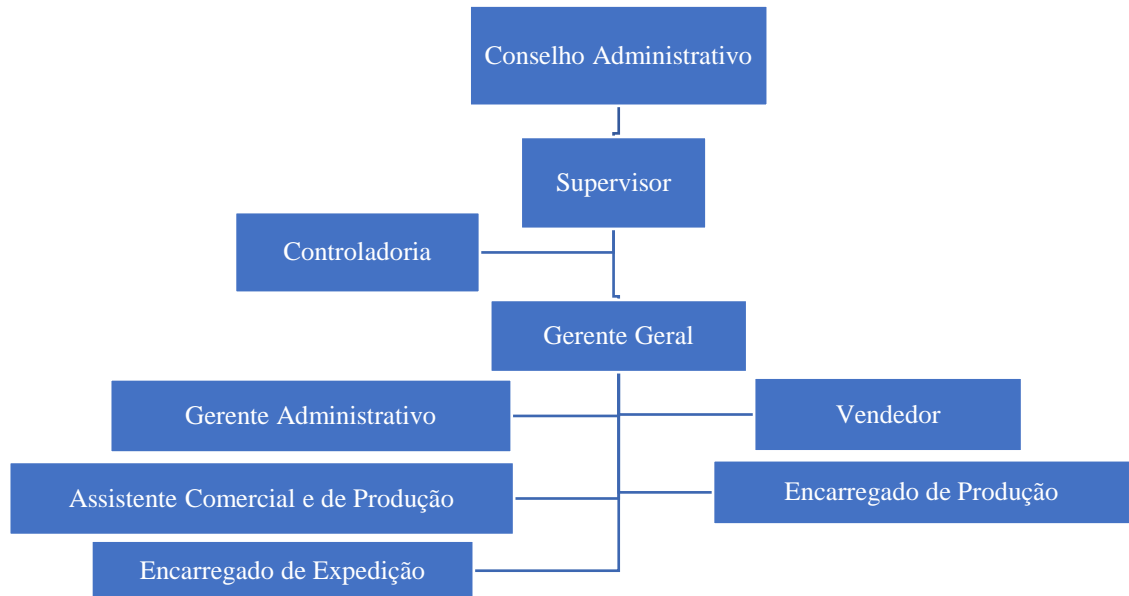 Conselho Administrativo
Supervisor
Controladoria
Gerente Geral
Gerente Administrativo
Vendedor
Assistente Comercial e de Produção
Encarregado de Produção
Encarregado de Expedição